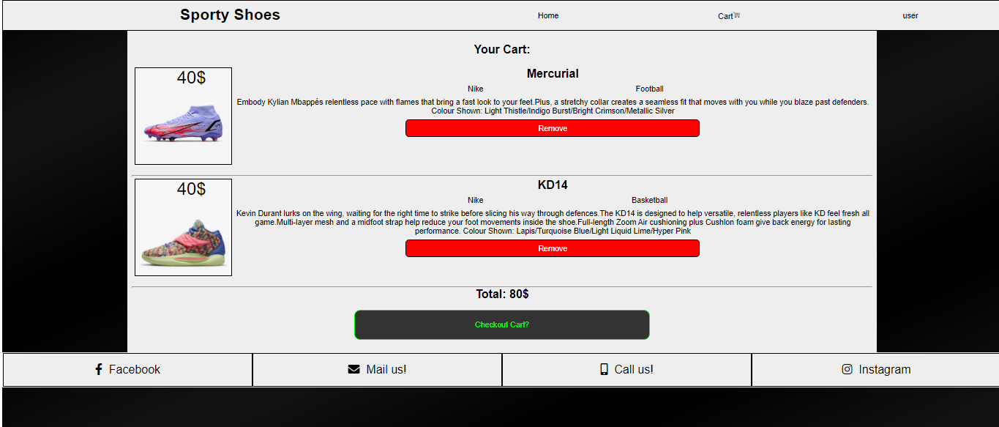 Sporty Shoes
Home
Cart
user
Your Cart:
40$
Mercurial
Nike
Football
Embody Kylian Mbappés relentless pace with flames that bring a fast look to your feet.Plus, a stretchy collar creates a seamless fit that moves with you while you blaze past defenders.
Colour Shown: Light Thistle/Indigo Burst/Bright Crimson/Metallic Silver
Remove
40$
KD14
Nike
Basketball
Kevin Durant lurks on the wing, waiting for the right time to strike before slicing his way through defences.The KD14 is designed to help versatile, relentless players like KD feel fresh all
game.Multi-layer mesh and a midfoot strap help reduce your foot movements inside the shoe.Full-length Zoom Air cushioning plus Cushlon foam give back energy for lasting
performance. Colour Shown: Lapis/Turquoise Blue/Light Liquid Lime/Hyper Pink
Remove
Total: 80$
Checkout Cart?
Facebook
Mail us!
Call us!
Instagram